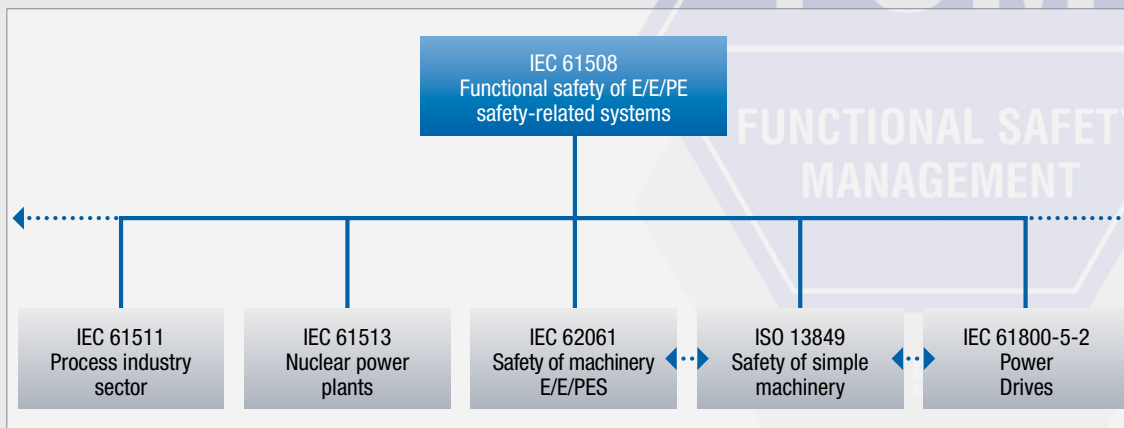 IEC 61508
Functional safety of E/E/PE
safety-related systems
FUNCTIONAL SAFETY
MANAGEMENT
IEC 61511
Process industry
sector
IEC 61513
Nuclear power
plants
IEC 62061
Safety of machinery
E/E/PES
ISO 13849
Safety of simple
machinery
IEC 61800-5-2
Power
Drives